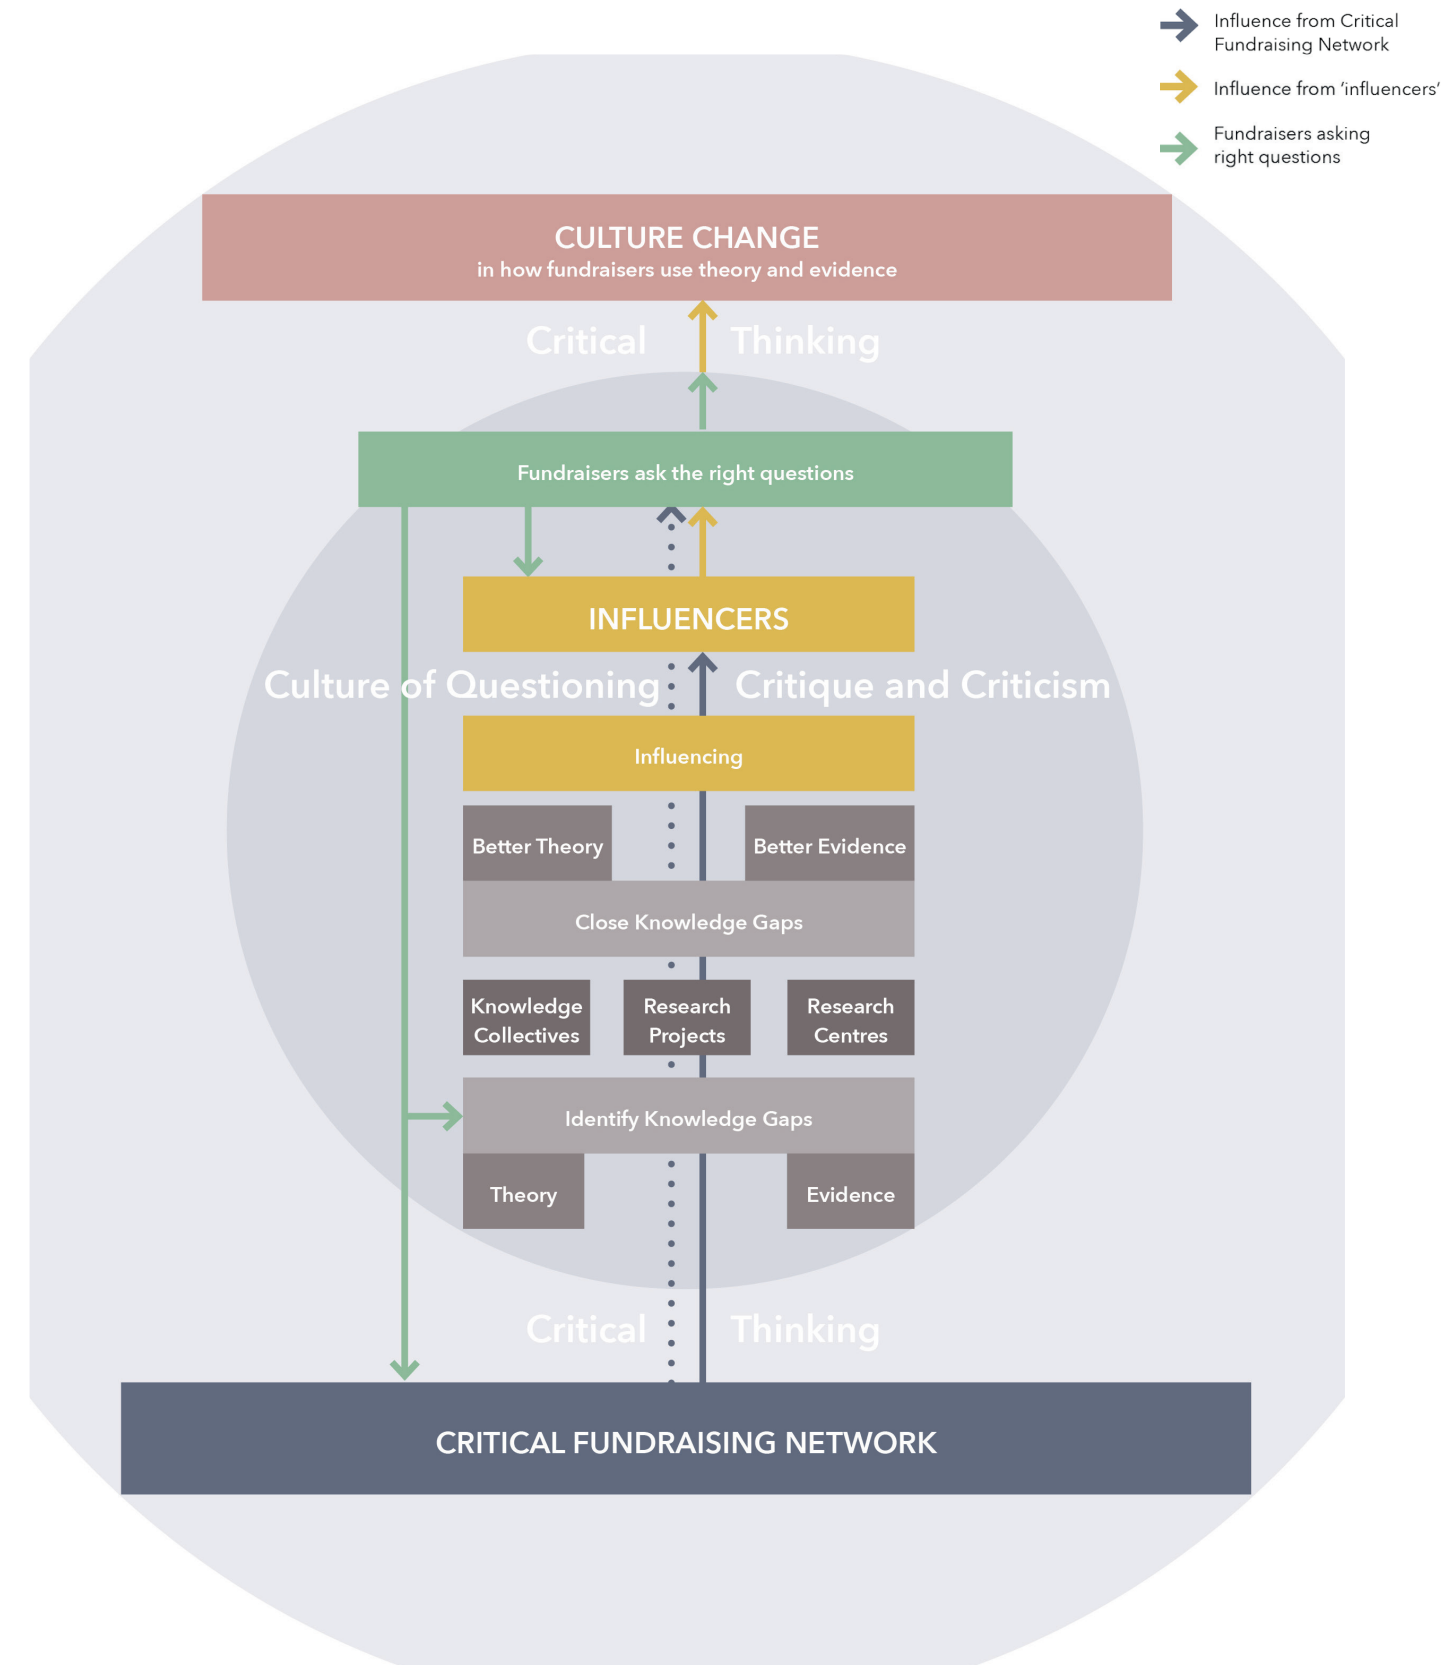 Influence from Critical
Fundraising Network
Influence from ‘influencers’
Fundraisers asking
right questions
CULTURE CHANGE
in how fundraisers use theory and evidence
Critical Thinking
Fundraisers ask the right questions
INFLUENCERS
Culture of Questioning Critique and Criticism
Influencing
Better Theory Better Evidence
Close Knowledge Gaps
Knowledge
Collectives
Research
Projects
Research
Centres
Identify Knowledge Gaps
Theory Evidence
Critical Thinking
CRITICAL FUNDRAISING NETWORK